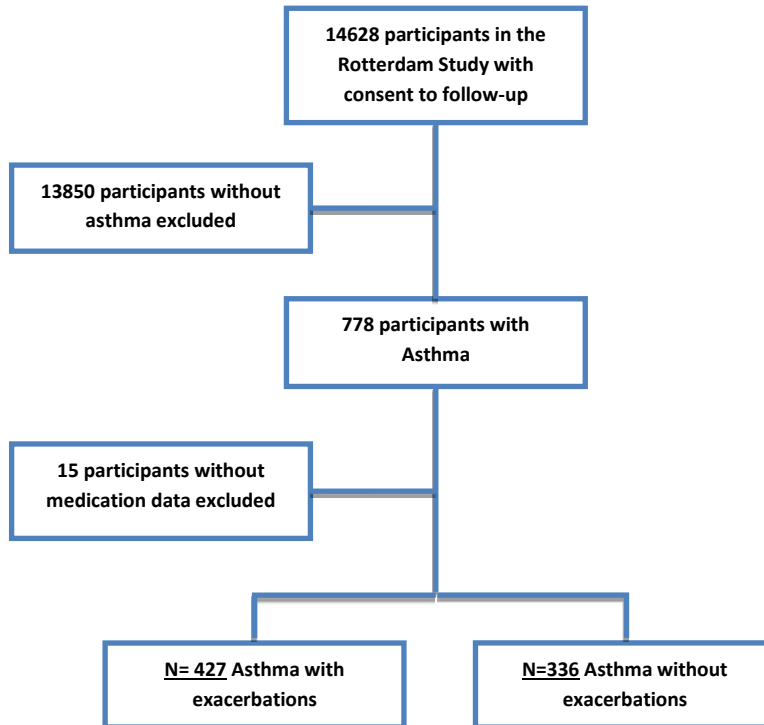 14628 participants in the
Rotterdam Study with
consent to follow-up
13850 participants without
asthma excluded
778 participants with
Asthma
15 participants without
medication data excluded
N= 427 Asthma with
exacerbations
N=336 Asthma without
exacerbations